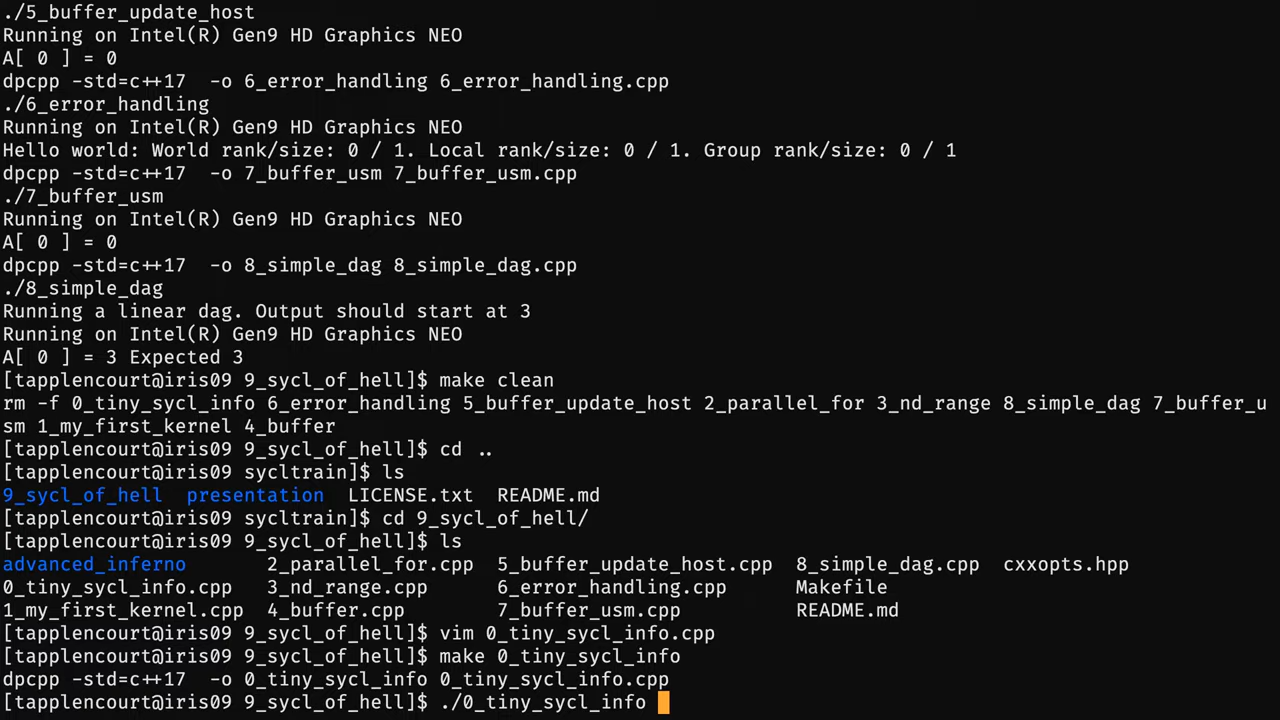 ./5_buffer_update_host
Running on Intel(R) Gen9 HD Graphics NEO
A[ 0 ] = 0
dpcpp -std=c++17  -o 6_error_handling 6_error_handling.cpp
./6_error_handling
Running on Intel(R) Gen9 HD Graphics NEO
Hello world: World rank/size: 0 / 1. Local rank/size: 0 / 1. Group rank/size: 0 / 1
dpcpp -std=c++17  -o 7_buffer_usm 7_buffer_usm.cpp
./7_buffer_usm
Running on Intel(R) Gen9 HD Graphics NEO
A[ 0 ] = 0
dpcpp -std=c++17  -o 8_simple_dag 8_simple_dag.cpp
./8_simple_dag
Running a linear dag. Output should start at 3
Running on Intel(R) Gen9 HD Graphics NEO
A[ 0 ] = 3 Expected 3
[tapplencourt@iris09 9_sycl_of_hell]$ make clean
rm -f 0_tiny_sycl_info 6_error_handling 5_buffer_update_host 2_parallel_for 3_nd_range 8_simple_dag 7_buffer_u
sm 1_my_first_kernel 4_buffer
[tapplencourt@iris09 9_sycl_of_hell]$ cd ..
[tapplencourt@iris09 sycltrain]$ ls
9_sycl_of_hell  presentation  LICENSE.txt  README.md
[tapplencourt@iris09 sycltrain]$ cd 9_sycl_of_hell/
[tapplencourt@iris09 9_sycl_of_hell]$ ls
advanced_inferno       2_parallel_for.cpp  5_buffer_update_host.cpp  8_simple_dag.cpp  cxxopts.hpp
0_tiny_sycl_info.cpp   3_nd_range.cpp      6_error_handling.cpp      Makefile
1_my_first_kernel.cpp  4_buffer.cpp        7_buffer_usm.cpp          README.md
[tapplencourt@iris09 9_sycl_of_hell]$ vim 0_tiny_sycl_info.cpp
[tapplencourt@iris09 9_sycl_of_hell]$ make 0_tiny_sycl_info
dpcpp -std=c++17  -o 0_tiny_sycl_info 0_tiny_sycl_info.cpp
[tapplencourt@iris09 9_sycl_of_hell]$ ./0_tiny_sycl_info